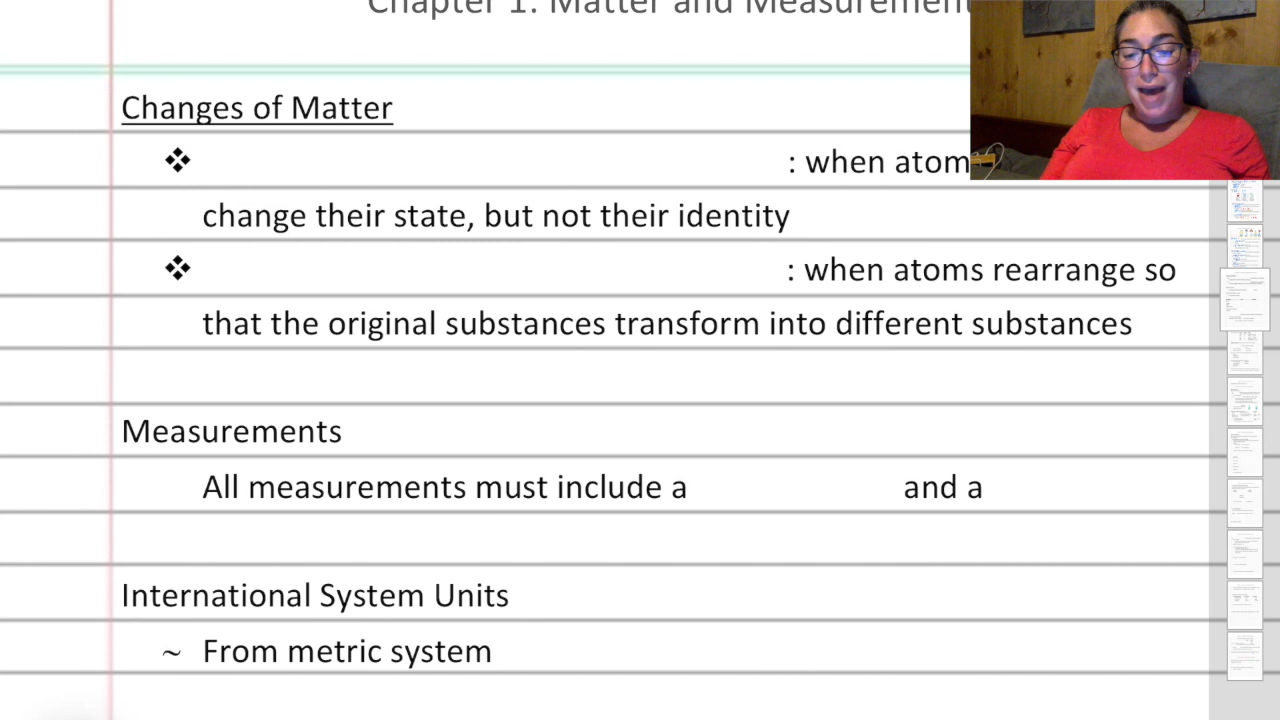 Chapter 1: Matter and Measurement
Changes of Matter
❖ : when atom
change their state, but not their identity
❖ : when atoms rearrange so
that the original substances transform into different substances
Measurements
All measurements must include a and a
International System Units
~ From metric system